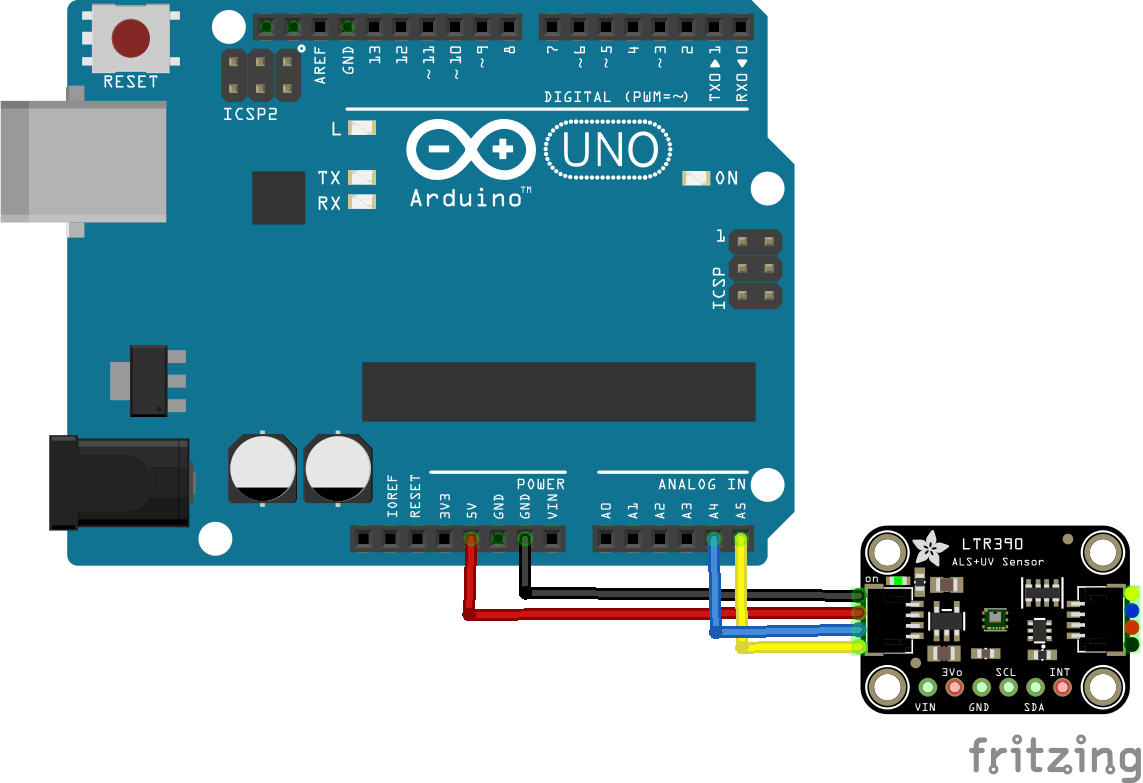 RESET
ICSP2
AREF
GND
13
12
~11
~10
~9
8
7
~6
~5
4
~3
2
TX0▶1
RX0◀0
DIGITAL (PWM=~)
L
TX
RX
Arduino™
UNO
ON
1
ICSP
POWER
ANALOG IN
IOREF
RESET
3V3
5V
GND
GND
VIN
A0
A1
A2
A3
A4
A5
LTR390
ALS+UV Sensor
on
3Vo
SCL
INT
VIN
GND
SDA
fritzing